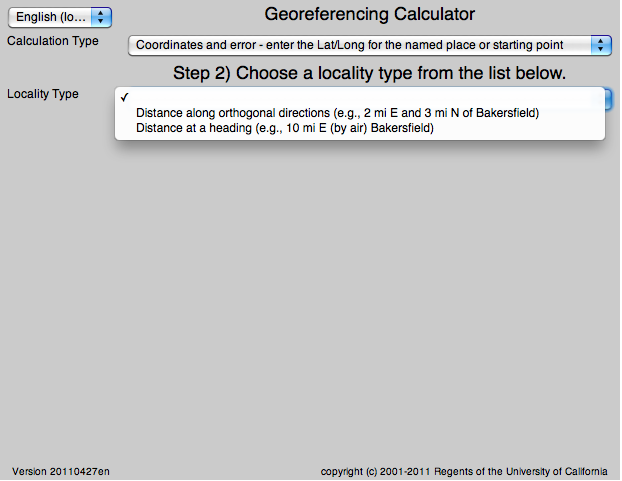 English (lo...
Georeferencing Calculator
Calculation Type
Coordinates and error - enter the Lat/Long for the named place or starting point
Step 2) Choose a locality type from the list below.
Locality Type
✓
Distance along orthogonal directions (e.g., 2 mi E and 3 mi N of Bakersfield)
Distance at a heading (e.g., 10 mi E (by air) Bakersfield)
Version 20110427en
copyright (c) 2001-2011 Regents of the University of California